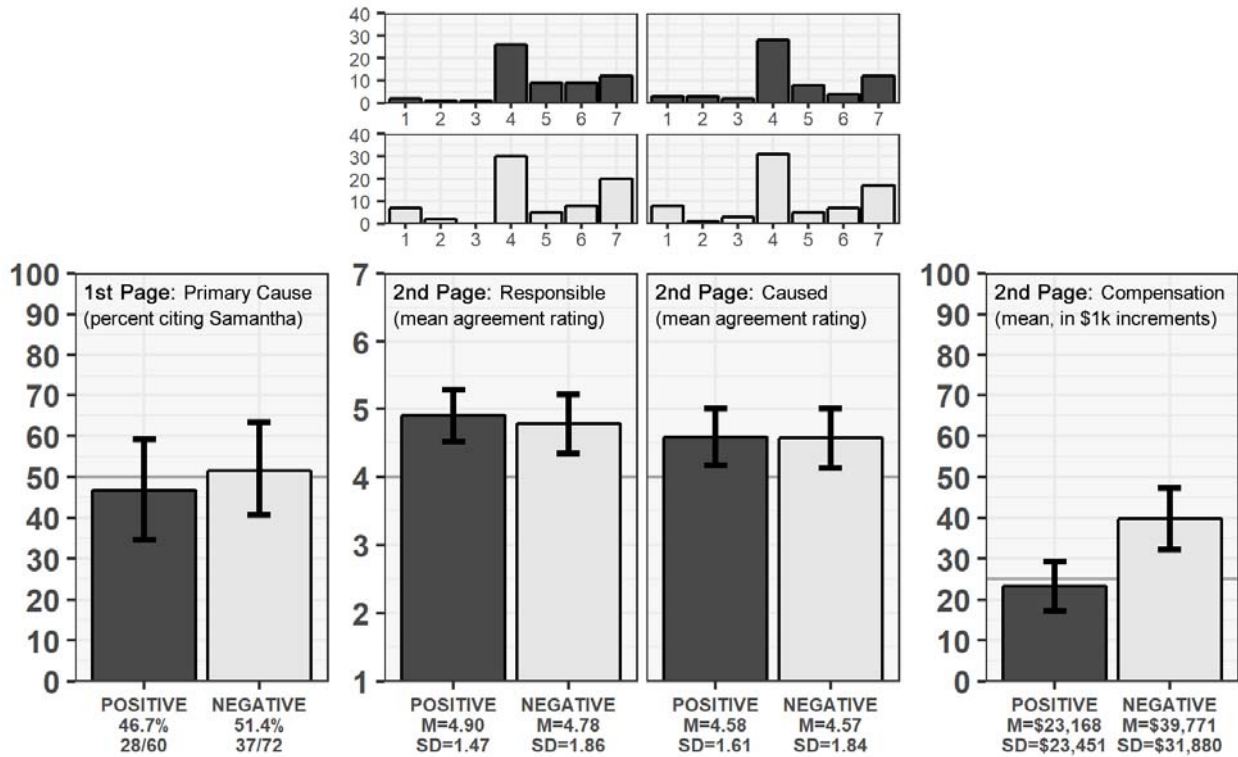 40
30
20
10
0
1 2 3 4 5 6 7
1 2 3 4 5 6 7
40
30
20
10
0
1 2 3 4 5 6 7
1 2 3 4 5 6 7
100
90
80
70
60
50
40
30
20
10
0
1st Page: Primary Cause
(percent citing Samantha)
POSITIVE NEGATIVE
46.7% 51.4%
28/60 37/72
7
6
5
4
3
2
1
2nd Page: Responsible
(mean agreement rating)
POSITIVE NEGATIVE
M=4.90 M=4.78
SD=1.47 SD=1.86
2nd Page: Caused
(mean agreement rating)
POSITIVE NEGATIVE
M=4.58 M=4.57
SD=1.61 SD=1.84
100
90
80
70
60
50
40
30
20
10
0
2nd Page: Compensation
(mean, in $1k increments)
POSITIVE NEGATIVE
M=$23,168 M=$39,771
SD=$23,451 SD=$31,880